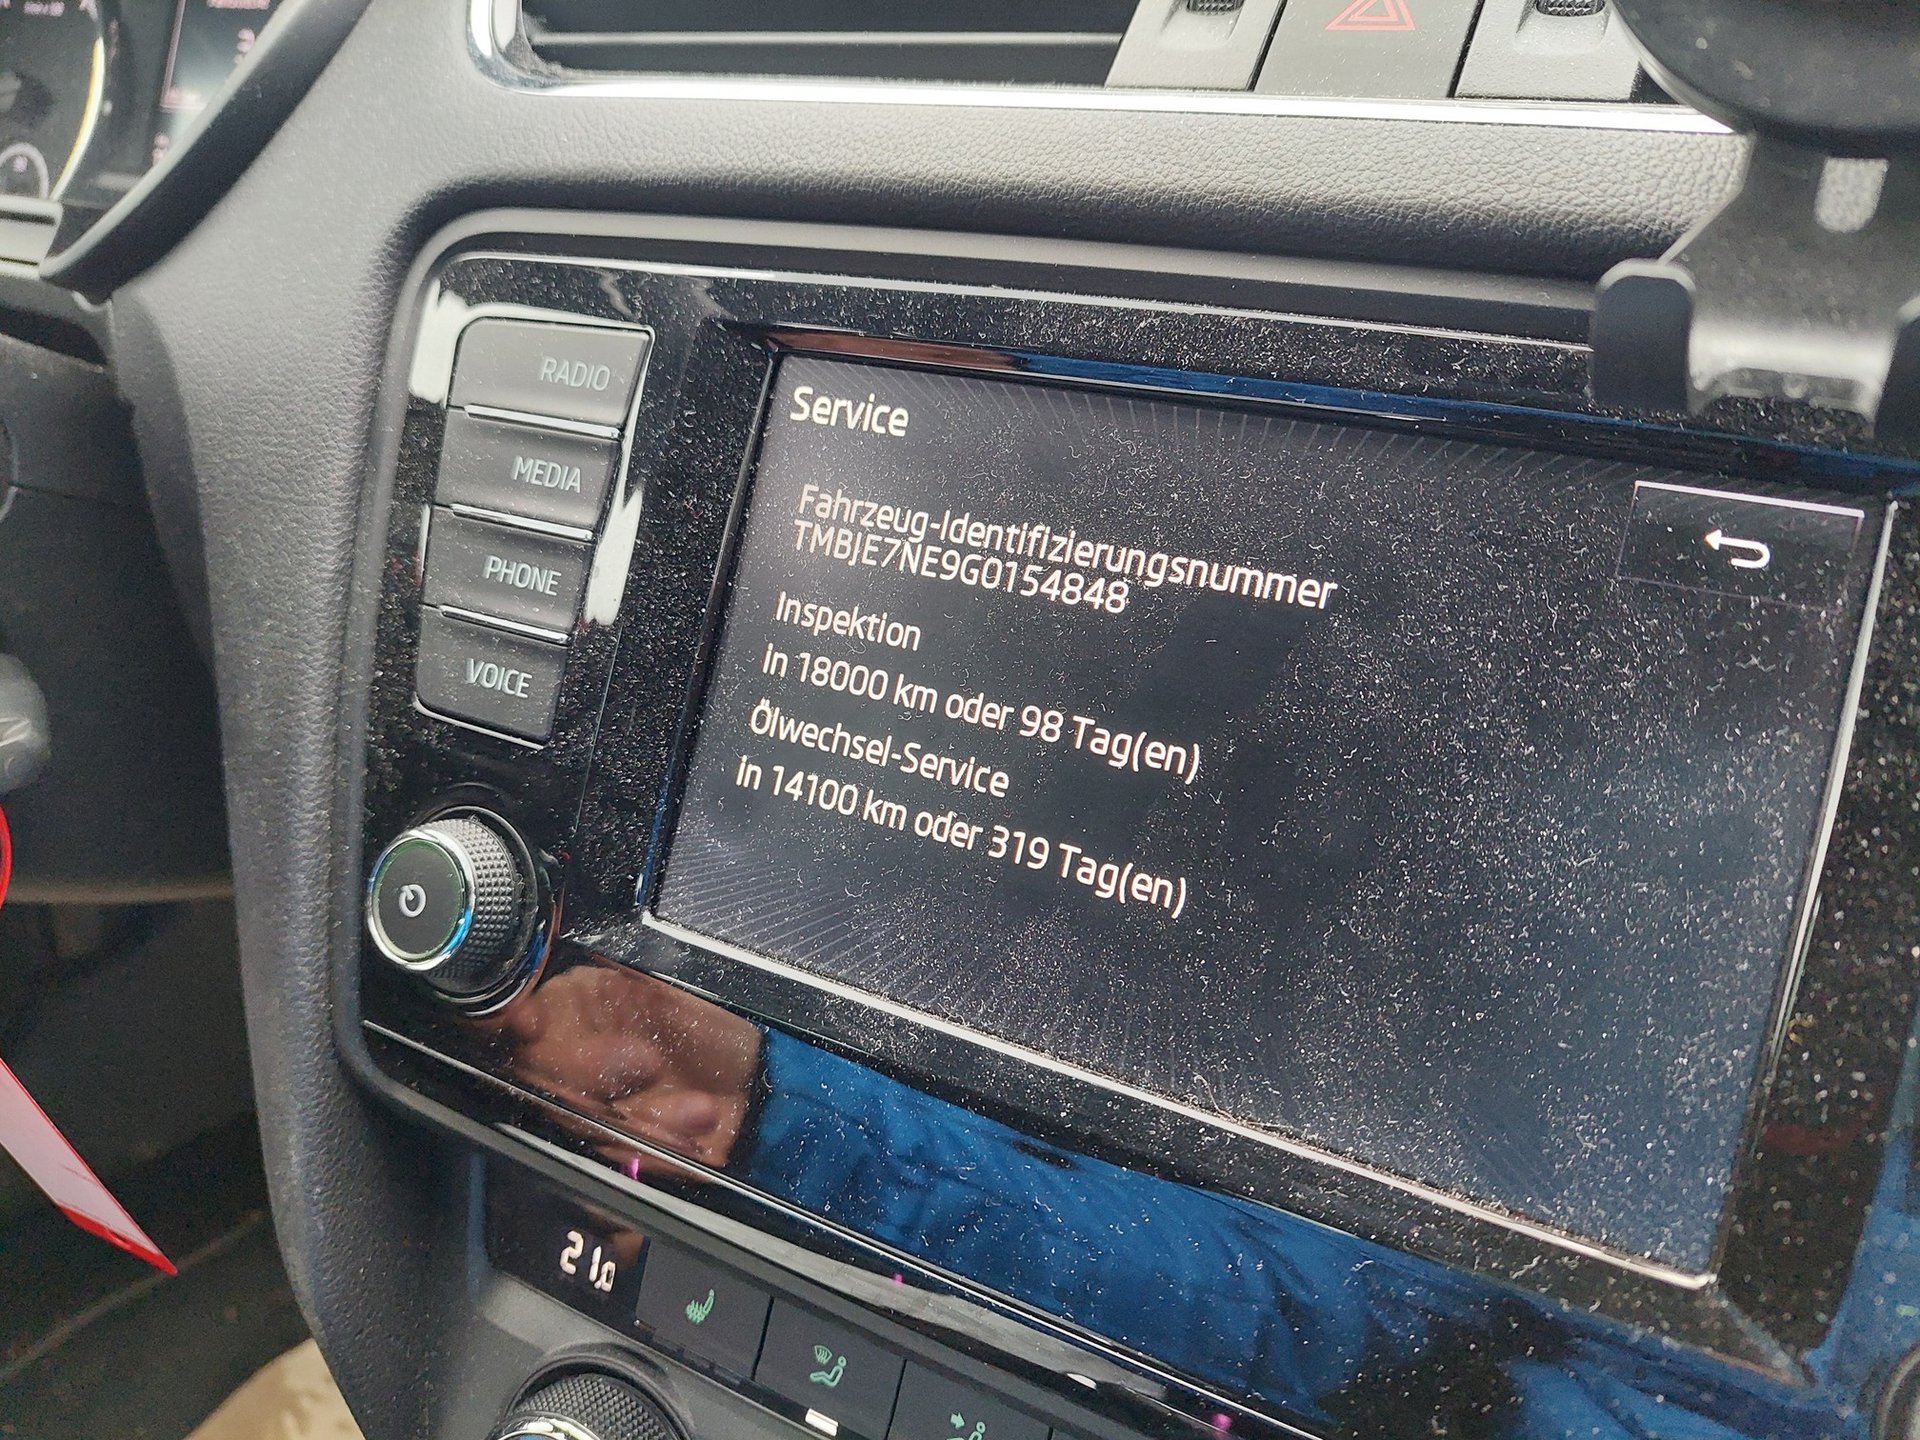 RADIO
MEDIA
PHONE
VOICE
Service
Fahrzeug-Identifizierungsnummer
TMBJE7NE9G0154848
Inspektion
in 18000 km oder 98 Tag(en)
Ölwechsel-Service
in 14100 km oder 319 Tag(en)
21.0